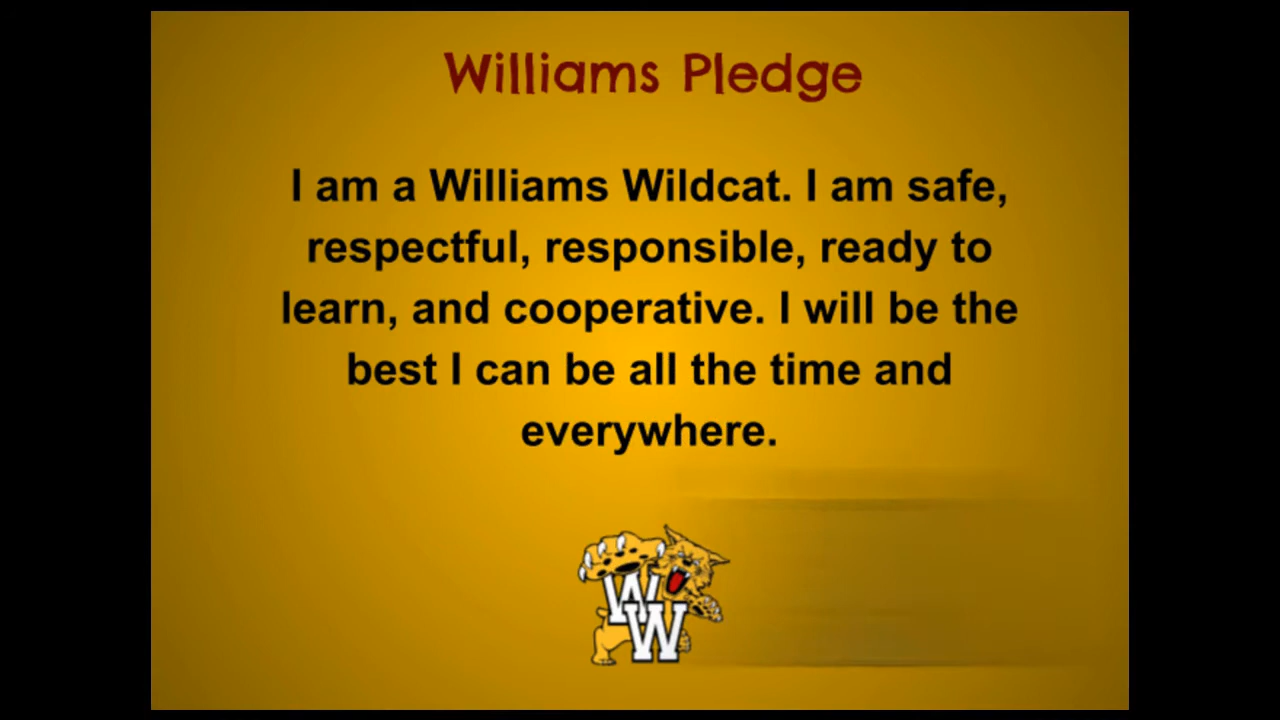 Williams Pledge
I am a Williams Wildcat. I am safe,
respectful, responsible, ready to
learn, and cooperative. I will be the
best I can be all the time and
everywhere.
W
W